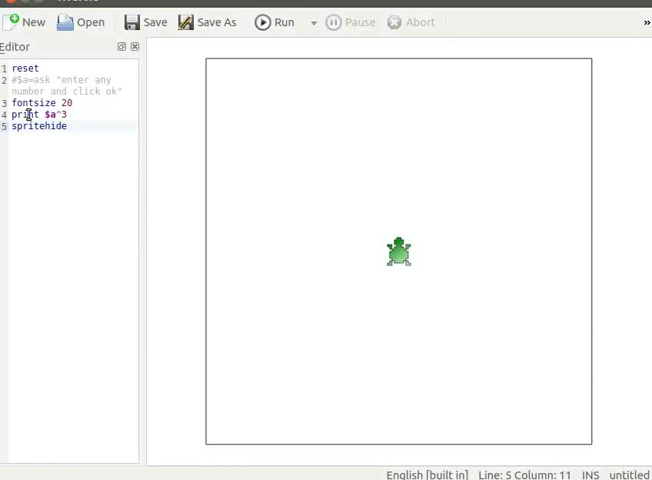 New Open Save Save As Run Pause Abort »
Editor
1 reset
2 #$a=ask "enter any
number and click ok"
3 fontsize 20
4 print $a^3
5 spritehide
English [built in] Line: 5 Column: 11 INS untitled